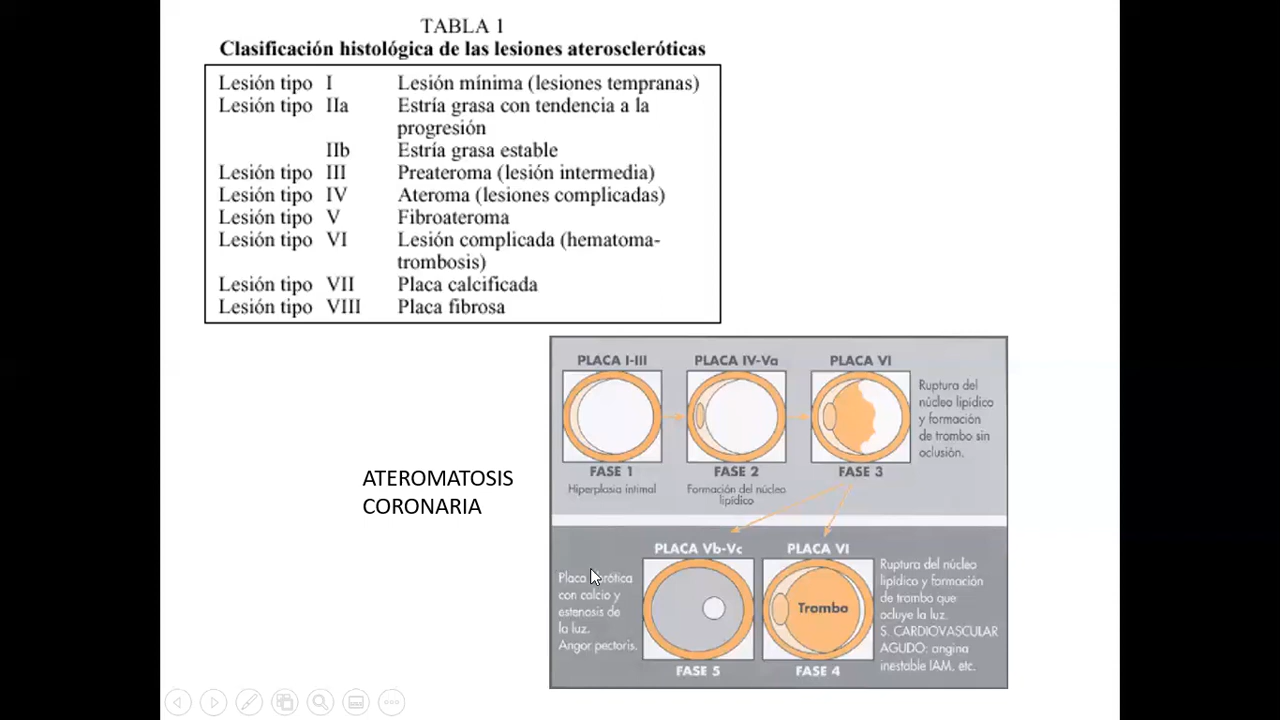 TABLA 1
Clasificación histológica de las lesiones ateroscleróticas
Lesión tipo I Lesión mínima (lesiones tempranas)
Lesión tipo IIa Estría grasa con tendencia a la
progresión
IIb Estría grasa estable
Lesión tipo III Preateroma (lesión intermedia)
Lesión tipo IV Ateroma (lesiones complicadas)
Lesión tipo V Fibroateroma
Lesión tipo VI Lesión complicada (hematoma-
trombosis)
Lesión tipo VII Placa calcificada
Lesión tipo VIII Placa fibrosa
ATEROMATOSIS
CORONARIA
PLACA I-III
FASE 1
Hiperplasia intimal
PLACA IV-Va
FASE 2
Formación del núcleo
lipídico
PLACA VI
FASE 3
Ruptura del
núcleo lipidico
y formación
de trombo sin
oclusión.
Placa
con calcio y
estenosis de
la luz.
Angor pectoris.
PLACA Vb-Vc
FASE 5
PLACA VI
Trombo
FASE 4
Ruptura del núcleo
lipídico y formación
de trombo que
ocluye la luz.
S. CARDIOVASCULAR
AGUDO: angina
inestable IAM, etc.